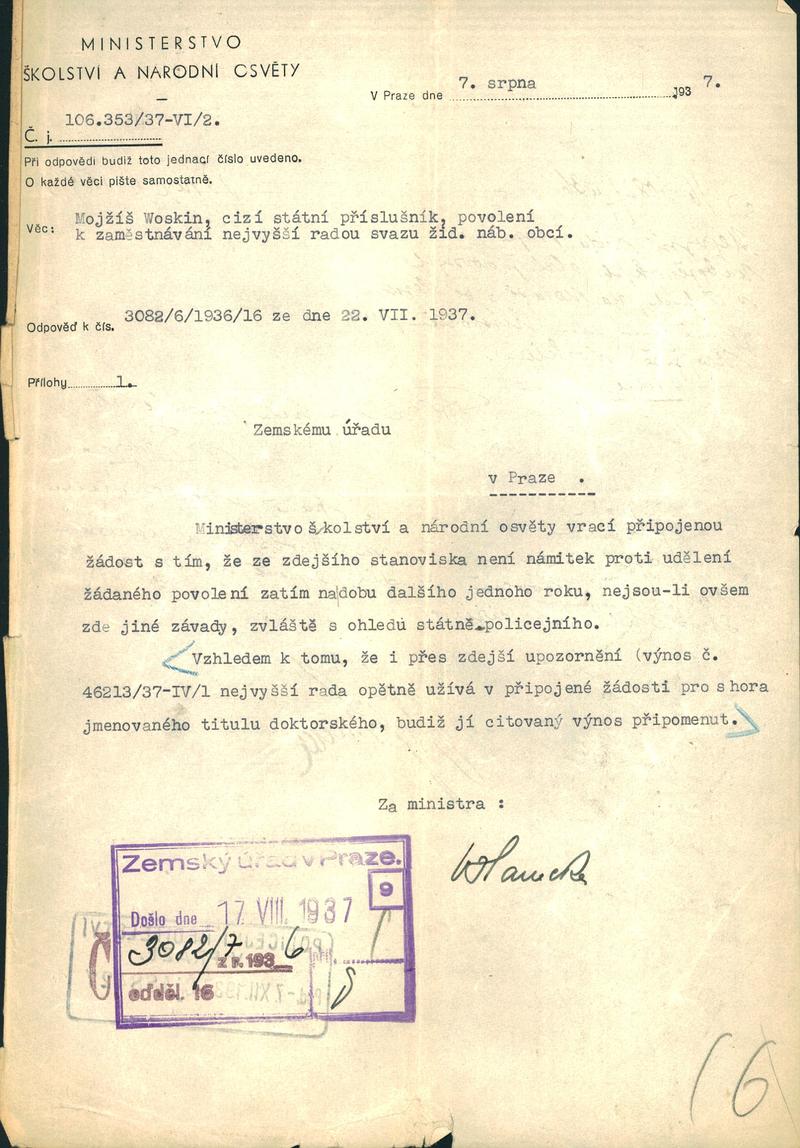 MINISTERSTVO
ŠKOLSTVÍ A NÁRODNÍ OSVĚTY
V Praze dne 7. srpna 193 7.
Č. j. 106.353/37-VI/2.
Při odpovědi budiž toto jednací číslo uvedeno.
O každé věci pište samostatně.
Věc: Mojžíš Woskin, cizí státní příslušník, povolení
k zaměstnávání nejvyšší radou svazu žid. náb. obcí.
Odpověď k čís. 3082/6/1936/16 ze dne 22. VII. 1937.
Přílohy 1.
Zemskému úřadu
v Praze .
Ministerstvo školství a národní osvěty vrací připojenou
žádost s tím, že ze zdejšího stanoviska není námitek proti udělení
žádaného povolení zatím na dobu dalšího jednoho roku, nejsou-li ovšem
zde jiné závady, zvláště s ohledu státně-policejního.
Vzhledem k tomu, že i přes zdejší upozornění (výnos č.
46213/37-IV/1 nejvyšší rada opětně užívá v připojené žádosti pro shora
jmenovaného titulu doktorského, budiž jí citovaný výnos připomenut.
Za ministra :
Zemský úřad v Praze.
9
Došlo dne 17 VIII. 1937
Č 3082/7 z r. 193 6
odděl. 16
16